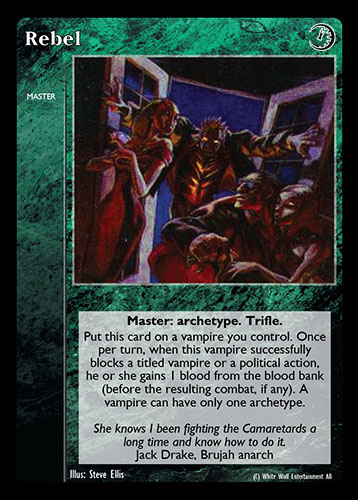 Rebel
MASTER
Master: archetype. Trifle.
Put this card on a vampire you control. Once
per turn, when this vampire successfully
blocks a titled vampire or a political action,
he or she gains 1 blood from the blood bank
(before the resulting combat, if any). A
vampire can have only one archetype.
She knows I been fighting the Camaretards a
long time and know how to do it.
Jack Drake, Brujah anarch
Illus: Steve Ellis
(C) White Wolf Entertainment AB